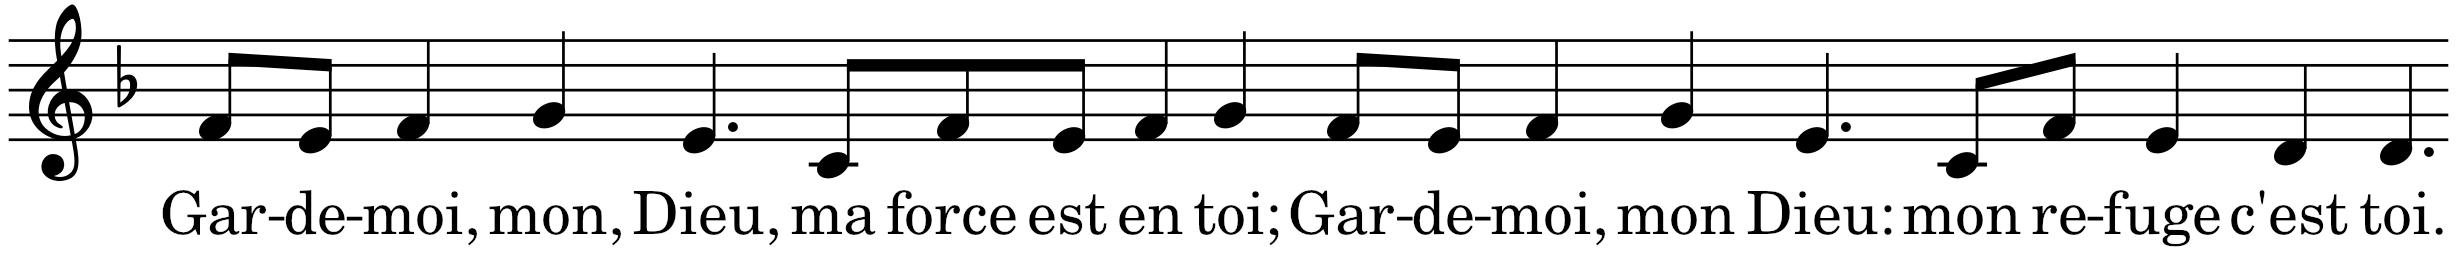 Gar-de-moi, mon, Dieu, ma force est en toi; Gar-de-moi, mon Dieu: mon re-fuge c'est toi.